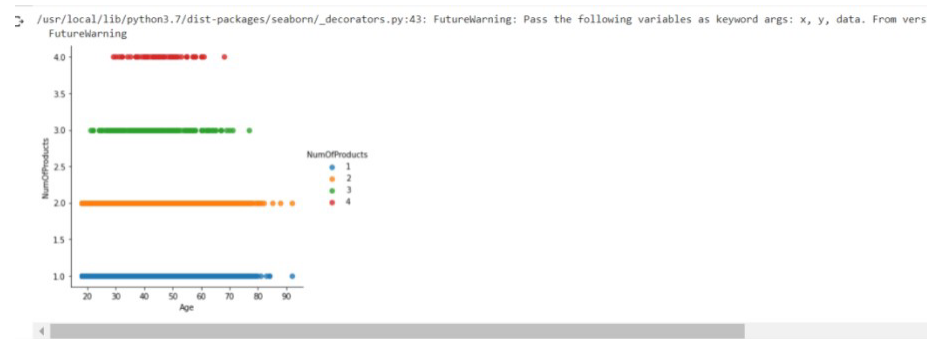 /usr/local/lib/python3.7/dist-packages/seaborn/_decorators.py:43: FutureWarning: Pass the following variables as keyword args: x, y, data. From vers
FutureWarning
4.0
3.5
3.0
2.5
2.0
1.5
1.0
NumOfProducts
20 30 40 50 60 70 80 90
Age
NumOfProducts
1
2
3
4